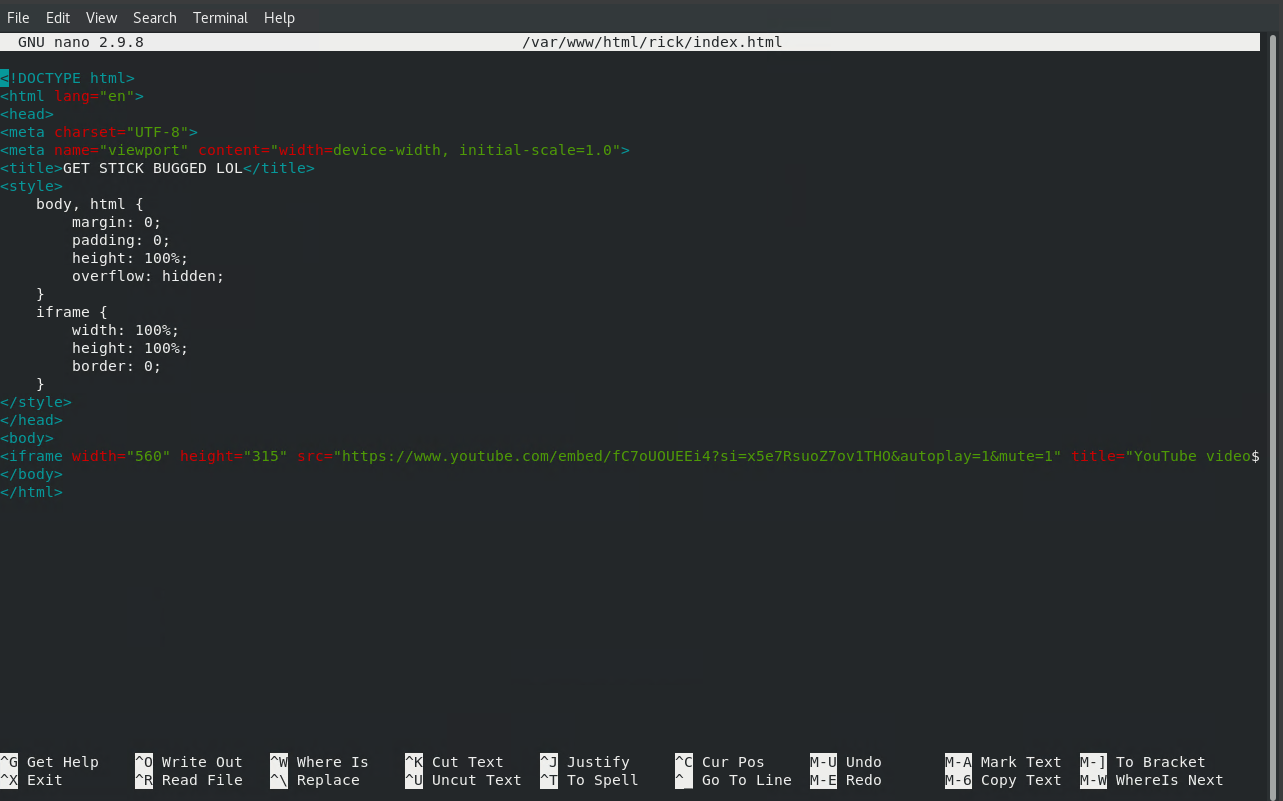 File Edit View Search Terminal Help
GNU nano 2.9.8 /var/www/html/rick/index.html
<!DOCTYPE html>
<html lang="en">
<head>
<meta charset="UTF-8">
<meta name="viewport" content="width=device-width, initial-scale=1.0">
<title>GET STICK BUGGED LOL</title>
<style>
    body, html {
        margin: 0;
        padding: 0;
        height: 100%;
        overflow: hidden;
    }
    iframe {
        width: 100%;
        height: 100%;
        border: 0;
    }
</style>
</head>
<body>
<iframe width="560" height="315" src="https://www.youtube.com/embed/fC7oUOUEEi4?si=x5e7RsuoZ7ov1THO&autoplay=1&mute=1" title="YouTube video$
</body>
</html>
^G Get Help ^O Write Out ^W Where Is ^K Cut Text ^J Justify ^C Cur Pos M-U Undo M-A Mark Text M-] To Bracket
^X Exit ^R Read File ^\ Replace ^U Uncut Text ^T To Spell ^_ Go To Line M-E Redo M-6 Copy Text M-W WhereIs Next